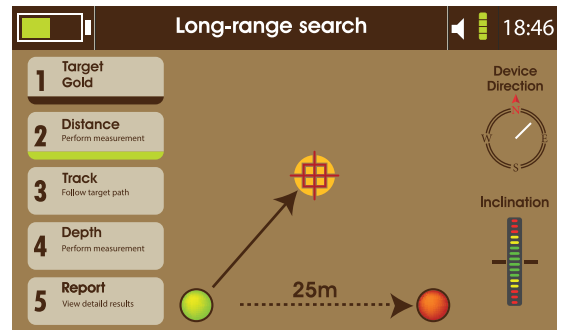 Long-range search
18:46
1
Target
Gold
2
Distance
Perform measurement
3
Track
Follow target path
4
Depth
Perform measurement
5
Report
View detaild results
25m
Device
Direction
N
W
E
S
Inclination